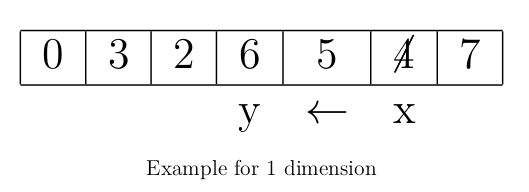 0 3 2 6 5 4 7
y ← x
Example for 1 dimension